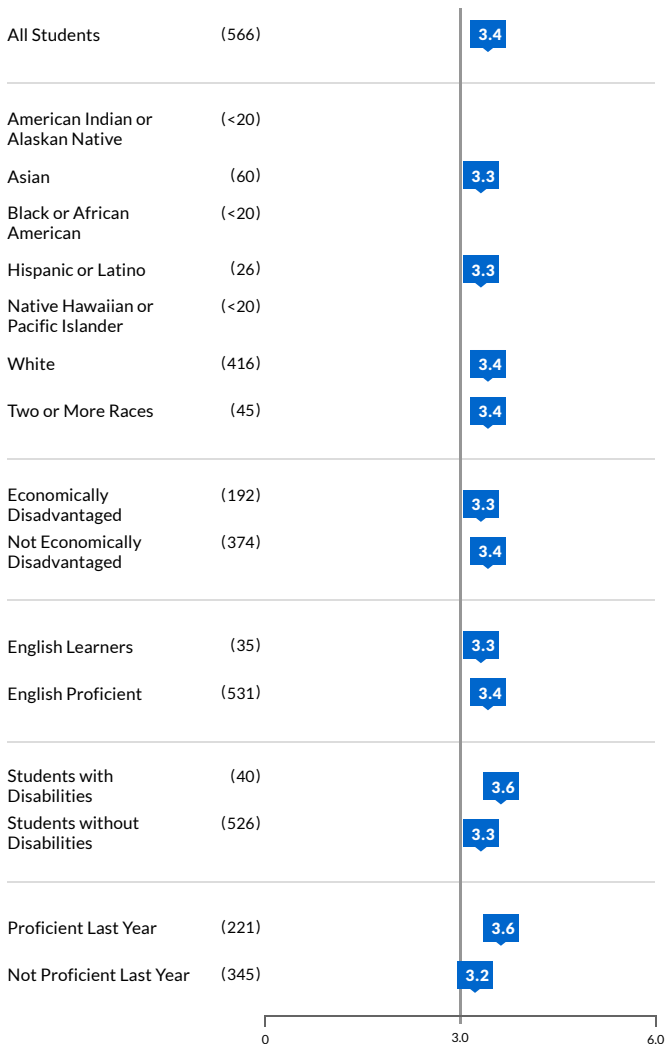 All Students (566) 3.4
American Indian or (<20)
Alaskan Native
Asian (60) 3.3
Black or African (<20)
American
Hispanic or Latino (26) 3.3
Native Hawaiian or (<20)
Pacific Islander
White (416) 3.4
Two or More Races (45) 3.4
Economically (192) 3.3
Disadvantaged
Not Economically (374) 3.4
Disadvantaged
English Learners (35) 3.3
English Proficient (531) 3.4
Students with (40) 3.6
Disabilities
Students without (526) 3.3
Disabilities
Proficient Last Year (221) 3.6
Not Proficient Last Year (345) 3.2
0 3.0 6.0